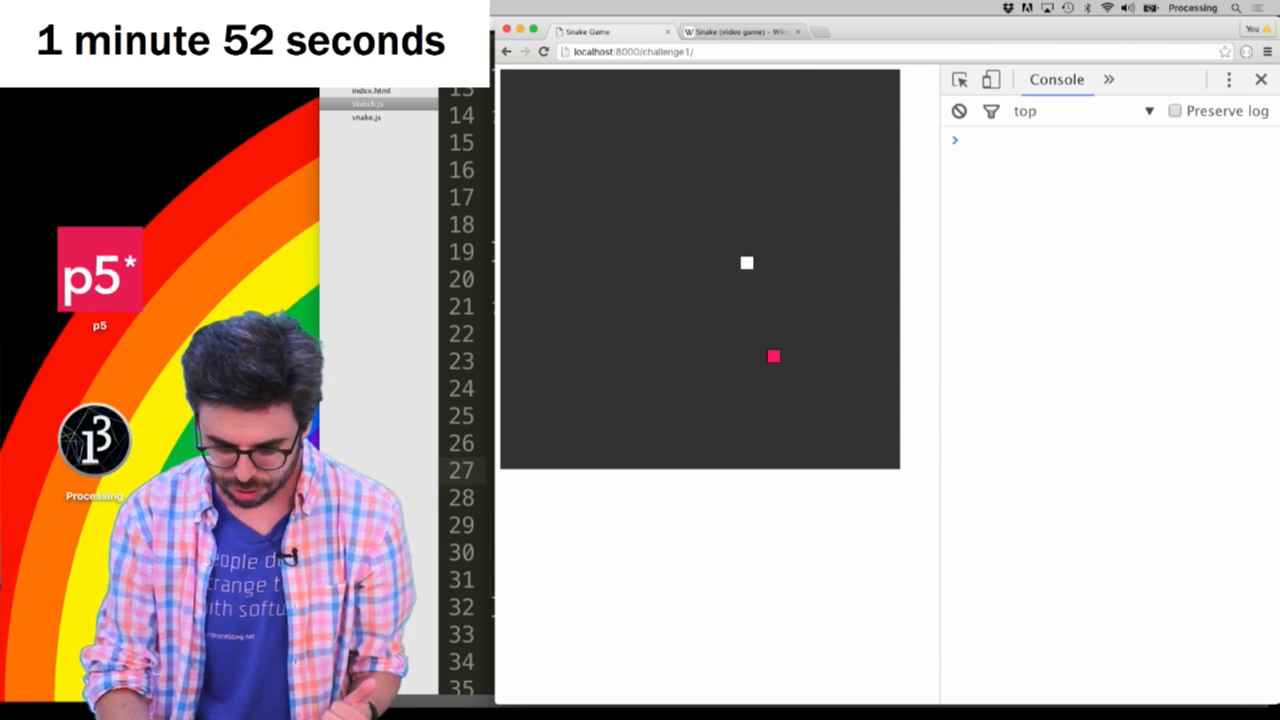 1 minute 52 seconds
Processing
Snake Game
Snake (video game) - Wiki
You
localhost:8000/challenge1/
index.html
sketch.js
snake.js
13
14
15
16
17
18
19
20
21
22
23
24
25
26
27
28
29
30
31
32
33
34
35
Console
top
Preserve log
p5*
p5
Processing
eople d
range t
ith softw
processing.net